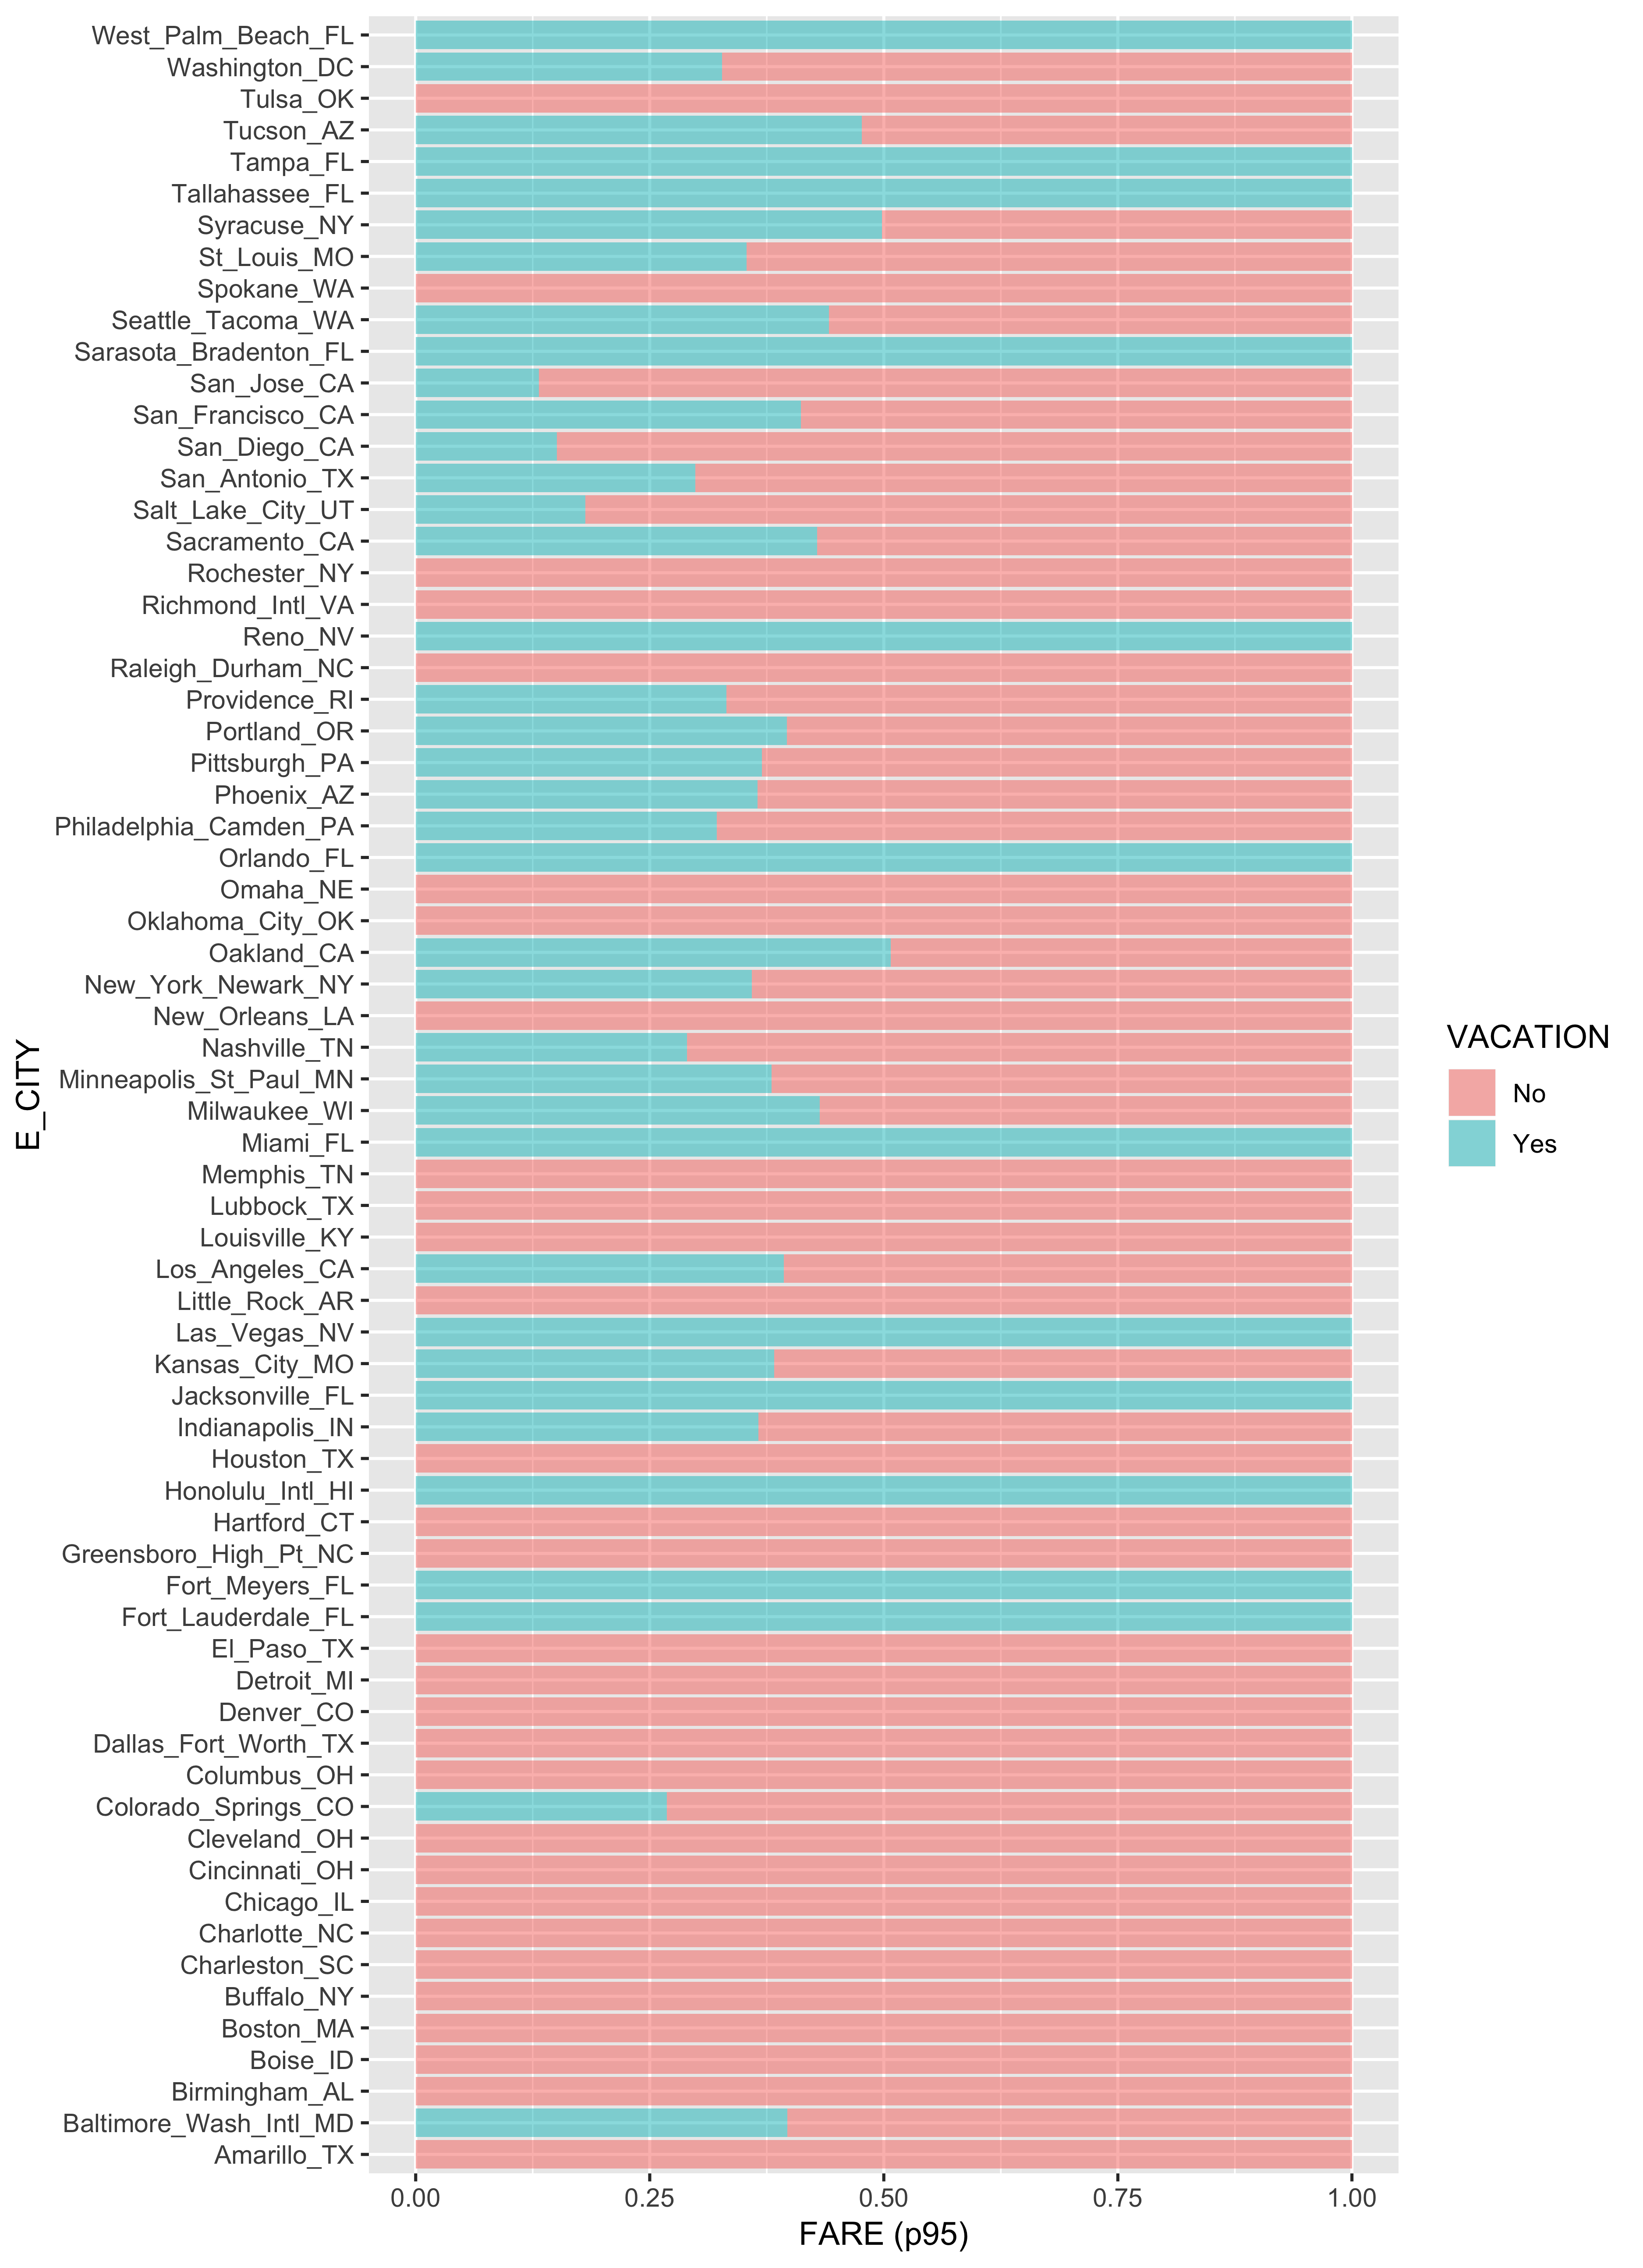 West_Palm_Beach_FL
Washington_DC
Tulsa_OK
Tucson_AZ
Tampa_FL
Tallahassee_FL
Syracuse_NY
St_Louis_MO
Spokane_WA
Seattle_Tacoma_WA
Sarasota_Bradenton_FL
San_Jose_CA
San_Francisco_CA
San_Diego_CA
San_Antonio_TX
Salt_Lake_City_UT
Sacramento_CA
Rochester_NY
Richmond_Intl_VA
Reno_NV
Raleigh_Durham_NC
Providence_RI
Portland_OR
Pittsburgh_PA
Phoenix_AZ
Philadelphia_Camden_PA
Orlando_FL
Omaha_NE
Oklahoma_City_OK
Oakland_CA
New_York_Newark_NY
New_Orleans_LA
Nashville_TN
Minneapolis_St_Paul_MN
Milwaukee_WI
Miami_FL
Memphis_TN
Lubbock_TX
Louisville_KY
Los_Angeles_CA
Little_Rock_AR
Las_Vegas_NV
Kansas_City_MO
Jacksonville_FL
Indianapolis_IN
Houston_TX
Honolulu_Intl_HI
Hartford_CT
Greensboro_High_Pt_NC
Fort_Meyers_FL
Fort_Lauderdale_FL
El_Paso_TX
Detroit_MI
Denver_CO
Dallas_Fort_Worth_TX
Columbus_OH
Colorado_Springs_CO
Cleveland_OH
Cincinnati_OH
Chicago_IL
Charlotte_NC
Charleston_SC
Buffalo_NY
Boston_MA
Boise_ID
Birmingham_AL
Baltimore_Wash_Intl_MD
Amarillo_TX
E_CITY
0.00 0.25 0.50 0.75 1.00
FARE (p95)
VACATION
No
Yes